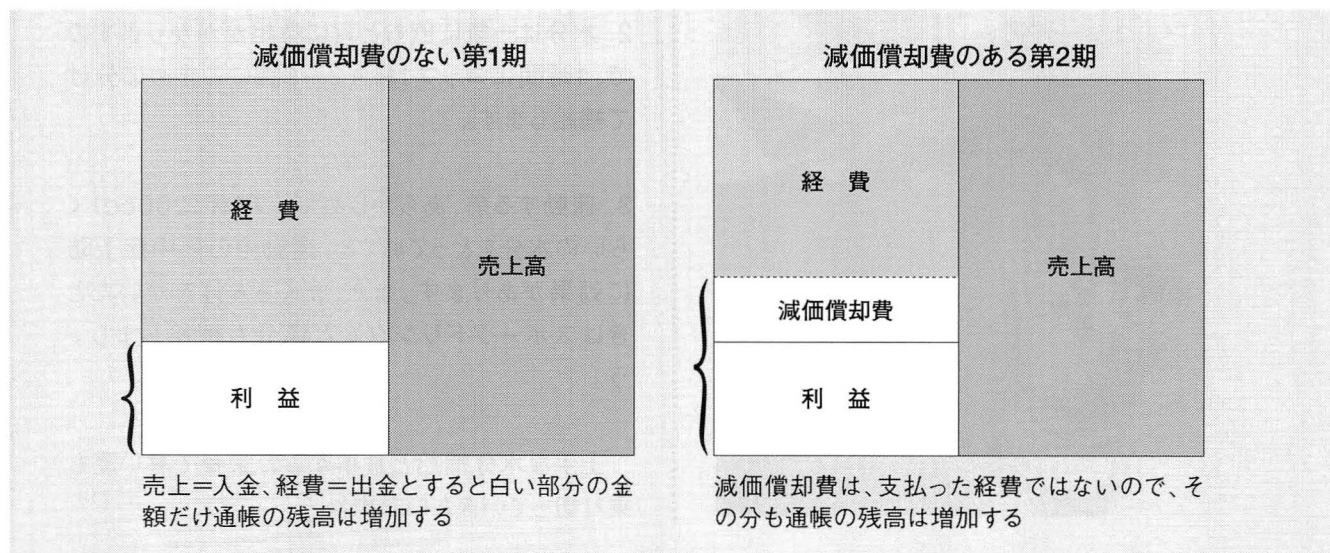 減価償却費のない第1期
経　費
売上高
利　益
売上＝入金、経費＝出金とすると白い部分の金
額だけ通帳の残高は増加する
減価償却費のある第2期
経　費
売上高
減価償却費
利　益
減価償却費は、支払った経費ではないので、そ
の分も通帳の残高は増加する